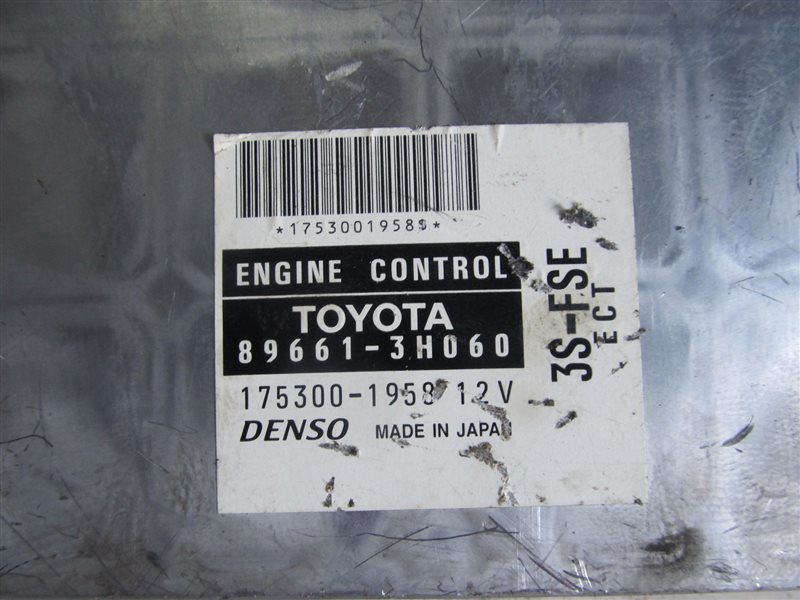 *1753001958$*
ENGINE CONTROL
TOYOTA
89661-3H060
175300-1958 12V
DENSO MADE IN JAPAN
3S-FSE
ECT